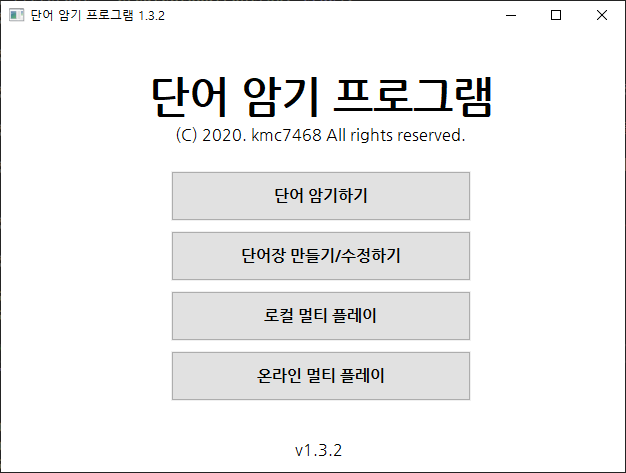 단어 암기 프로그램 1.3.2
단어 암기 프로그램
(C) 2020. kmc7468 All rights reserved.
단어 암기하기
단어장 만들기/수정하기
로컬 멀티 플레이
온라인 멀티 플레이
v1.3.2